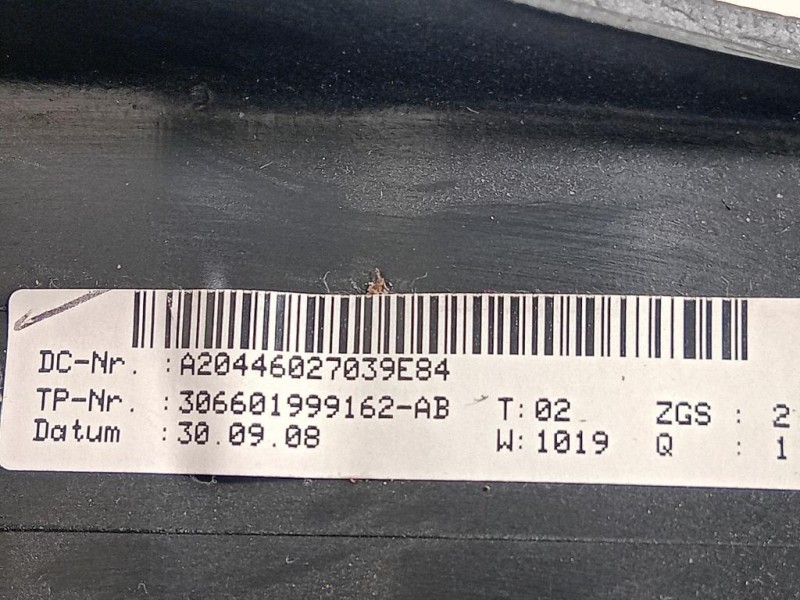 DC-Nr. :A20446027039E84
TP-Nr. :306601999162-AB T:02 ZGS : 2
Datum :30.09.08 W:1019 Q : 1